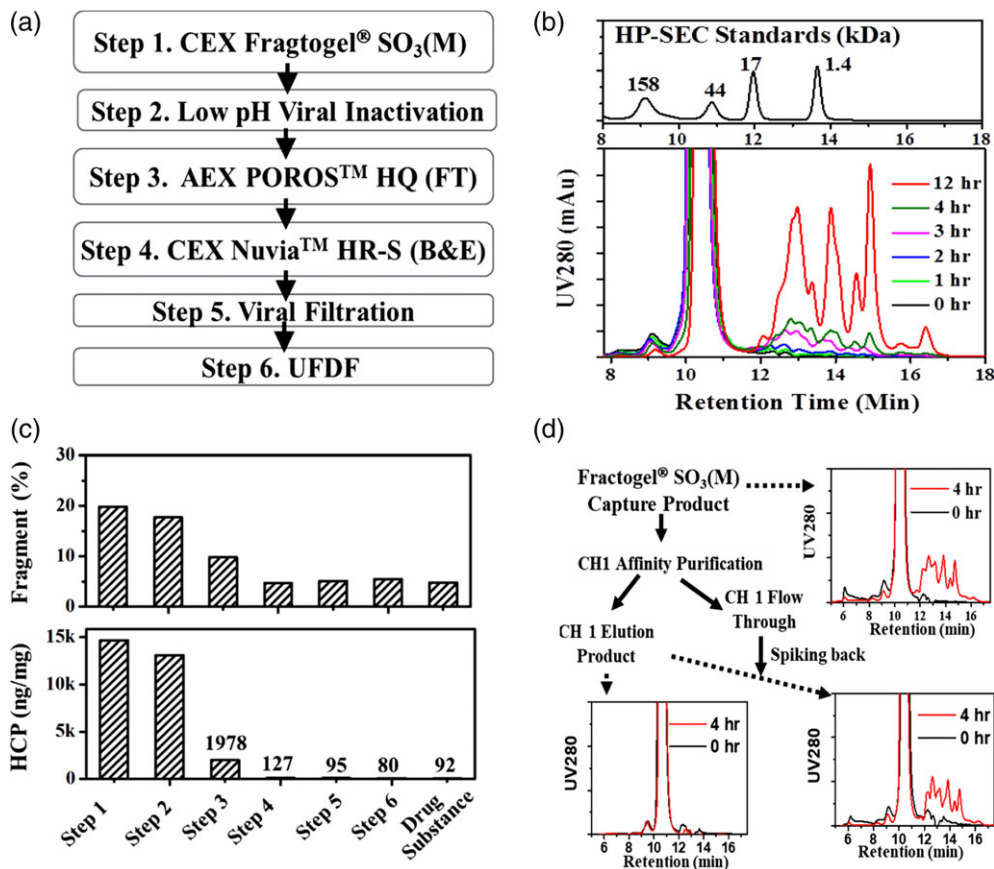 (a)
Step 1. CEX Fragtogel® SO₃(M)
Step 2. Low pH Viral Inactivation
Step 3. AEX POROS™ HQ (FT)
Step 4. CEX Nuvia™ HR-S (B&E)
Step 5. Viral Filtration
Step 6. UFDF
(b)
HP-SEC Standards (kDa)
158
44
17
1.4
8 10 12 14 16 18
UV280 (mAu)
12 hr
4 hr
3 hr
2 hr
1 hr
0 hr
8 10 12 14 16 18
Retention Time (Min)
(c)
Fragment (%)
30
20
10
0
HCP (ng/mg)
15k
10k
5k
0
1978
127
95
80
92
Step 1
Step 2
Step 3
Step 4
Step 5
Step 6
Drug
Substance
(d)
Fractogel® SO₃(M)
Capture Product
CH1 Affinity Purification
CH 1 Flow
Through
CH 1 Elution
Product
Spiking back
UV280
4 hr
0 hr
6 8 10 12 14 16
Retention (min)
UV280
4 hr
0 hr
6 8 10 12 14 16
Retention (min)
UV280
4 hr
0 hr
6 8 10 12 14 16
Retention (min)